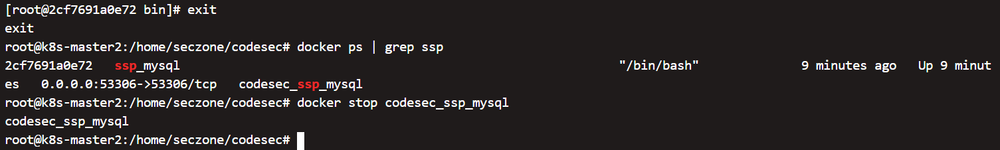 [root@2cf7691a0e72 bin]# exit
exit
root@k8s-master2:/home/seczone/codesec# docker ps | grep ssp
2cf7691a0e72   ssp_mysql                                                            "/bin/bash"              9 minutes ago   Up 9 minut
es   0.0.0.0:53306->53306/tcp   codesec_ssp_mysql
root@k8s-master2:/home/seczone/codesec# docker stop codesec_ssp_mysql
codesec_ssp_mysql
root@k8s-master2:/home/seczone/codesec#